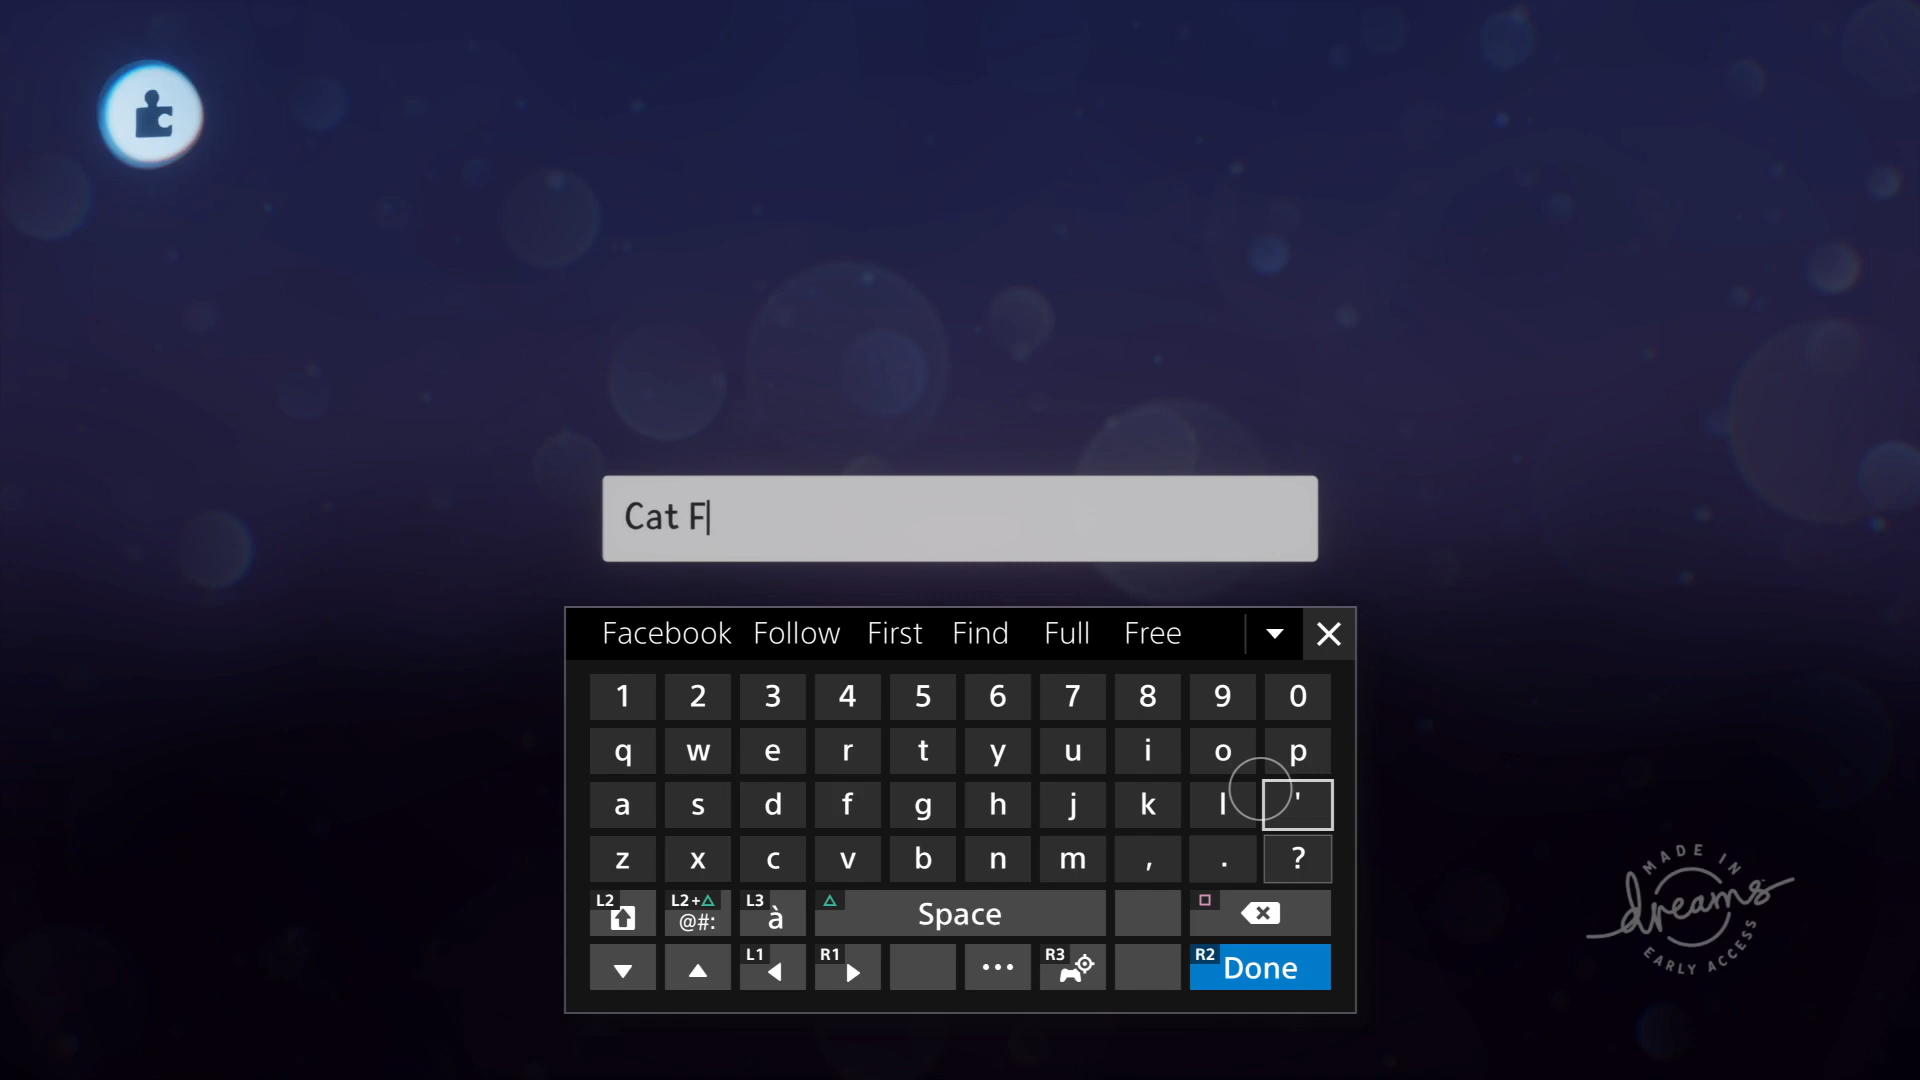 Cat F
Facebook Follow First Find Full Free
1 2 3 4 5 6 7 8 9 0
q w e r t y u i o p
a s d f g h j k l '
z x c v b n m , . ?
L2 L2+△ @#: L3 à △ Space □
L1 R1 ... R3 R2 Done
MADE IN
dreams
EARLY ACCESS